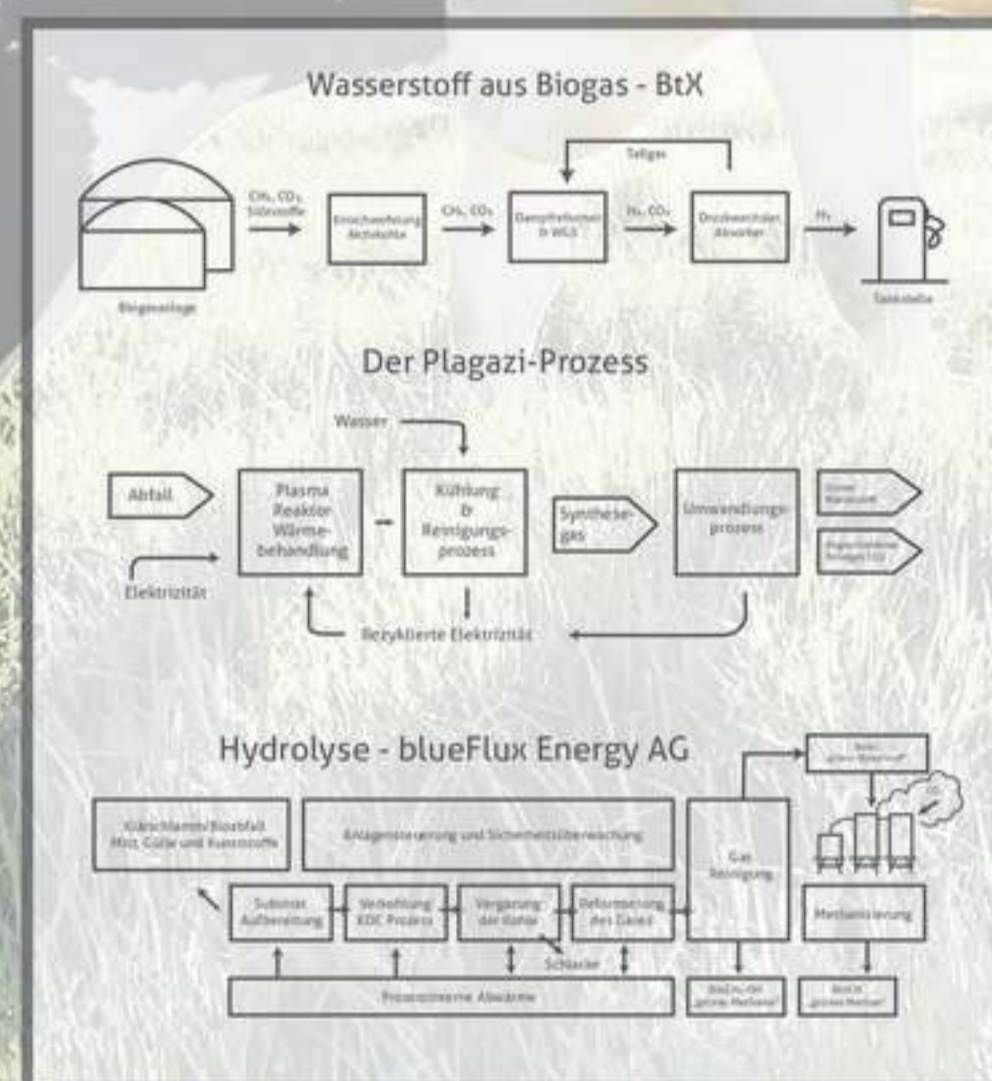 Wasserstoff aus Biogas - BtX
Tailgas
CH₄, CO₂,
Störstoffe
CH₄, CO₂
H₂, CO₂
H₂
Entschwefelung
Aktivkohle
Dampfreformer
& WGS
Druckwechsel
Biogasanlage
Tankstelle
Der Plagazi-Prozess
Wasser
Abfall
Plasma
Reaktor
Wärme-
behandlung
Kühlung
&
Reinigungs-
prozess
Synthese-
gas
Umwandlungs-
prozess
Elektrizität
Rezyklierte Elektrizität
Hydrolyse - blueFlux Energy AG
Klärschlamm/Bioabfall
Mist, Gülle und Kunststoffe
Anlagensteuerung und Sicherheitsüberwachung
Gas
Reinigung
Substrat
Aufbereitung
Verkohlung
KDC Prozess
Vergasung
der Kohle
Reformierung
des Gases
Methanisierung
Schlacke
Prozessinterne Abwärme